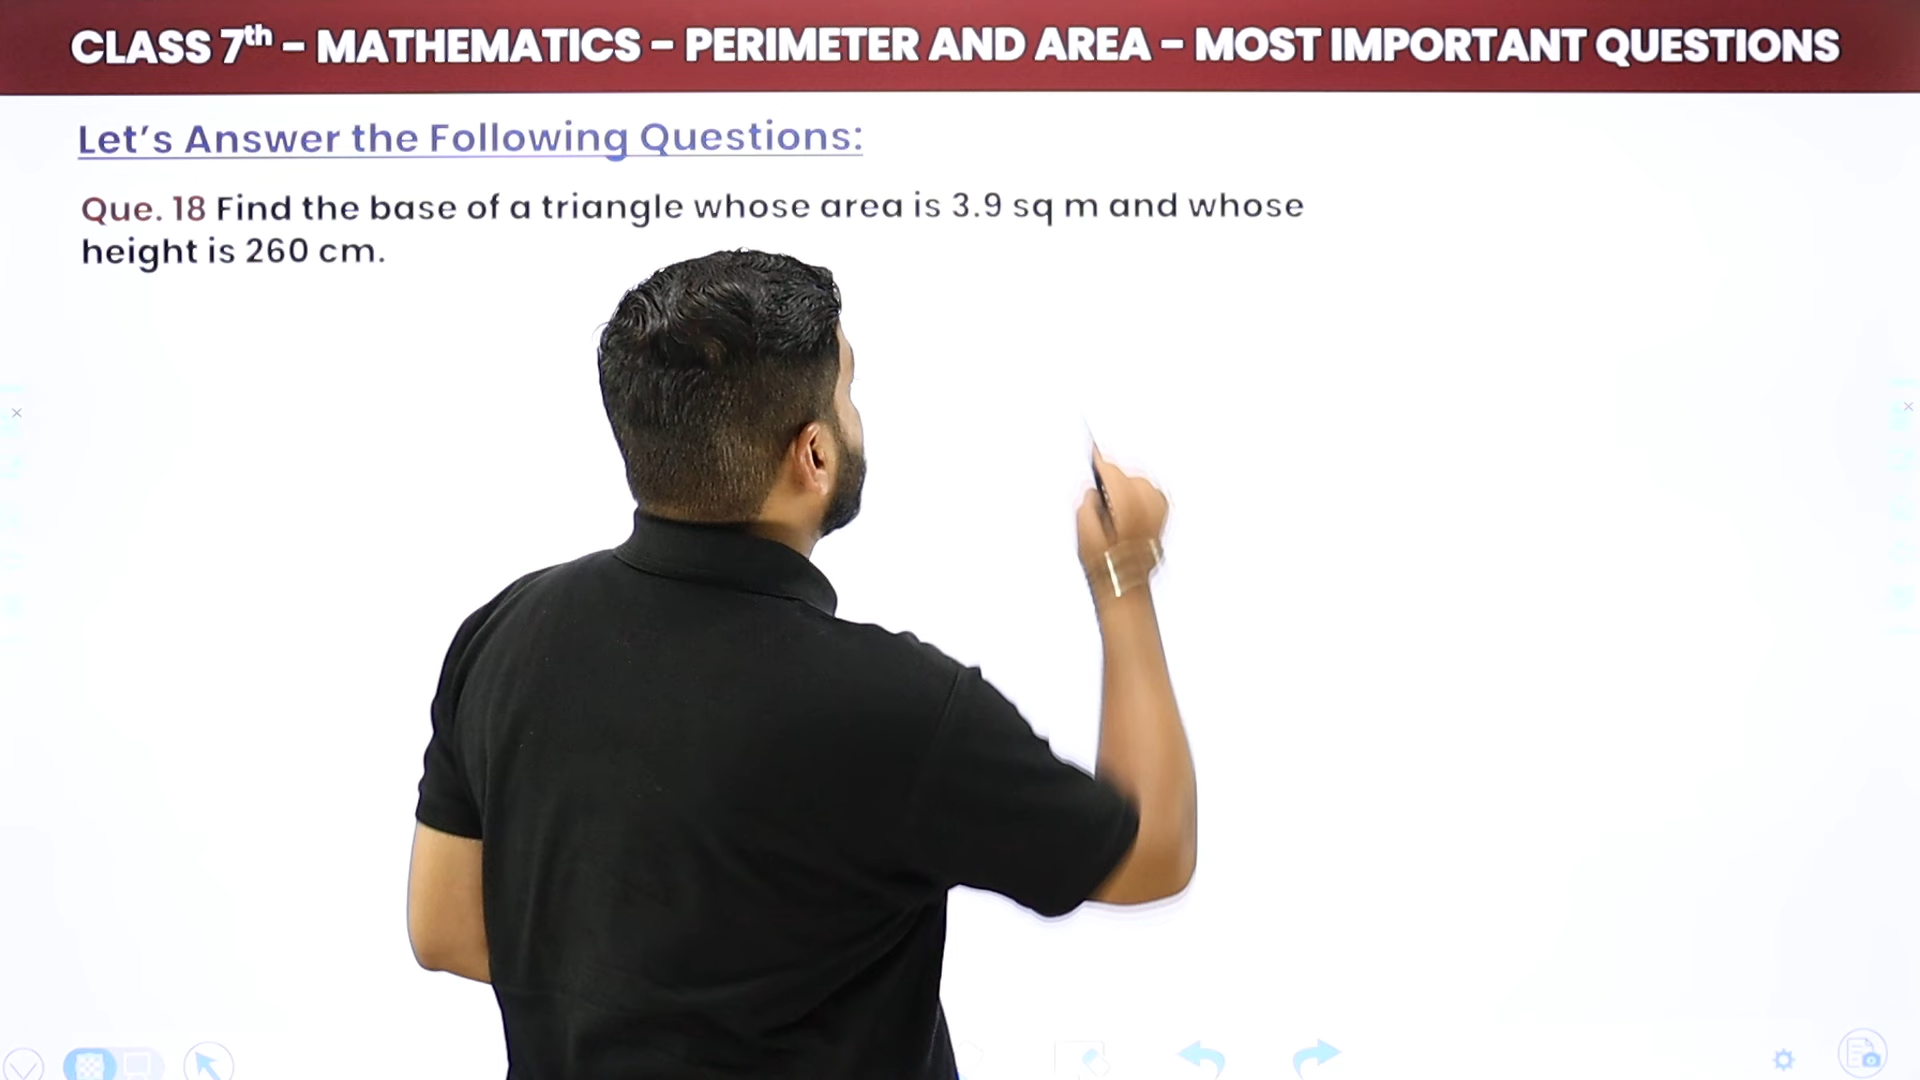 CLASS 7th – MATHEMATICS – PERIMETER AND AREA – MOST IMPORTANT QUESTIONS
Let's Answer the Following Questions:
Que. 18 Find the base of a triangle whose area is 3.9 sq m and whose
height is 260 cm.